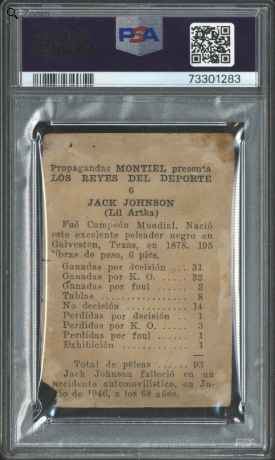 PSA
73301283
Propagandas MONTIEL presenta
LOS REYES DEL DEPORTE
6
JACK JOHNSON
(Lil Artha)
Fué Campeón Mundial. Nació
este excelente peleador negro en
Galveston, Texas, en 1878. 195
libras de peso, 6 pies.
Ganadas por decisión ... 31
Ganadas por K. O. .... 32
Ganadas por foul ..... 2
Tablas ............... 8
No decisión .......... 14
Perdidas por decisión .. 1
Perdidas por K. O. .... 3
Perdidas por foul ..... 1
Exhibición ........... 1
Total de peleas ...... 93
Jack Johnson falleció en un
accidente automovilístico, en Ju-
nio de 1946, a los 68 años.